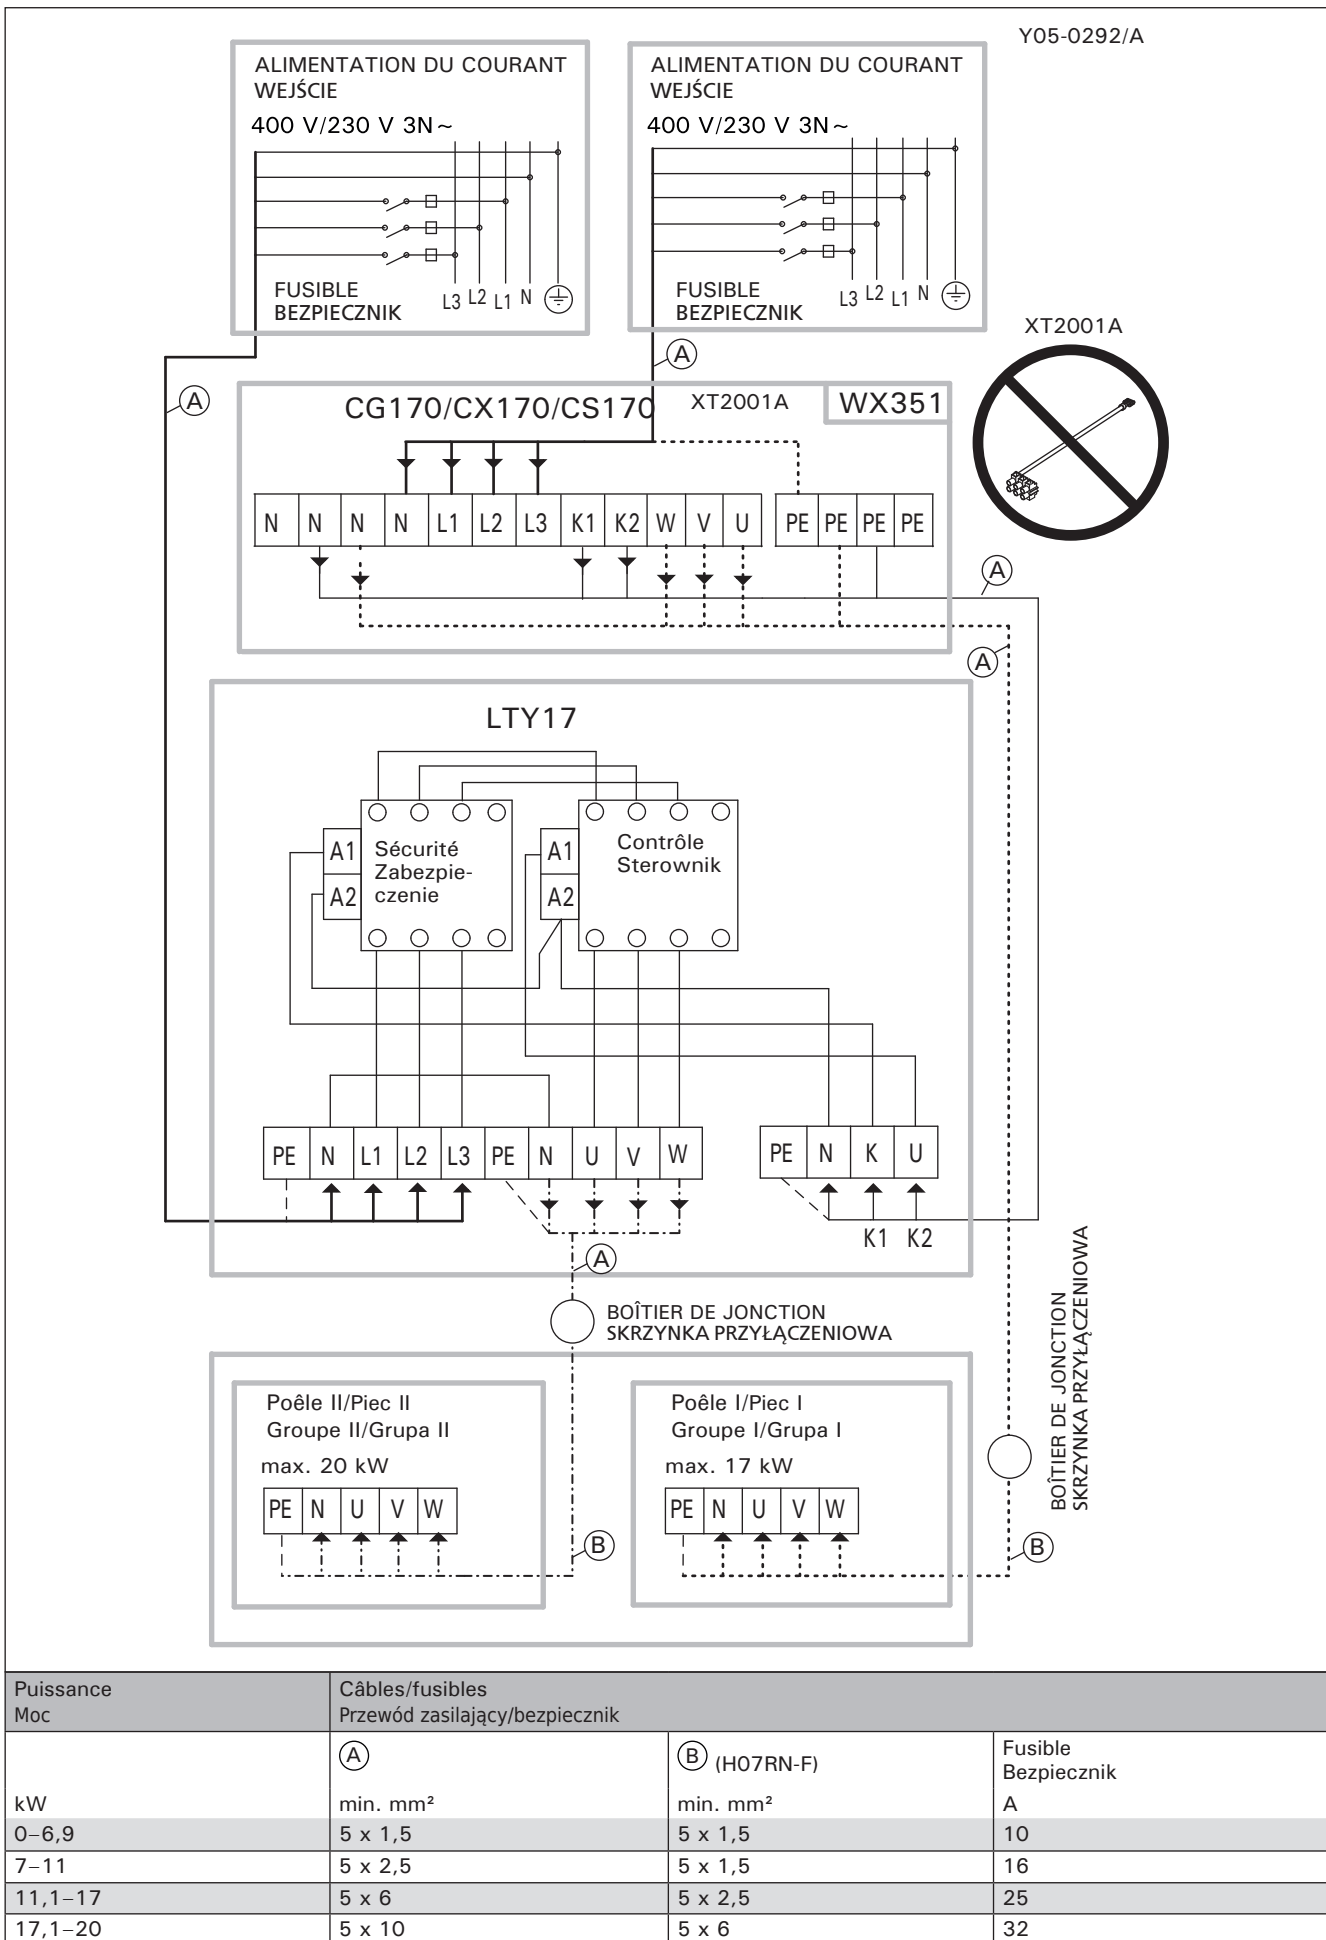 Y05-0292/A
ALIMENTATION DU COURANT
WEJŚCIE
400 V/230 V 3N~
FUSIBLE
BEZPIECZNIK
L3 L2 L1 N
ALIMENTATION DU COURANT
WEJŚCIE
400 V/230 V 3N~
FUSIBLE
BEZPIECZNIK
L3 L2 L1 N
XT2001A
A
A
CG170/CX170/CS170 XT2001A WX351
N N N N L1 L2 L3 K1 K2 W V U PE PE PE PE
A
A
LTY17
A1
A2
Sécurité
Zabezpie-
czenie
A1
A2
Contrôle
Sterownik
PE N L1 L2 L3 PE N U V W
PE N K U
K1 K2
A
BOÎTIER DE JONCTION
SKRZYNKA PRZYŁĄCZENIOWA
BOÎTIER DE JONCTION
SKRZYNKA PRZYŁĄCZENIOWA
Poêle II/Piec II
Groupe II/Grupa II
max. 20 kW
PE N U V W
B
Poêle I/Piec I
Groupe I/Grupa I
max. 17 kW
PE N U V W
B
Puissance Câbles/fusibles
Moc Przewód zasilający/bezpiecznik
A B (H07RN-F) Fusible
Bezpiecznik
kW min. mm² min. mm² A
0–6,9 5 x 1,5 5 x 1,5 10
7–11 5 x 2,5 5 x 1,5 16
11,1–17 5 x 6 5 x 2,5 25
17,1–20 5 x 10 5 x 6 32